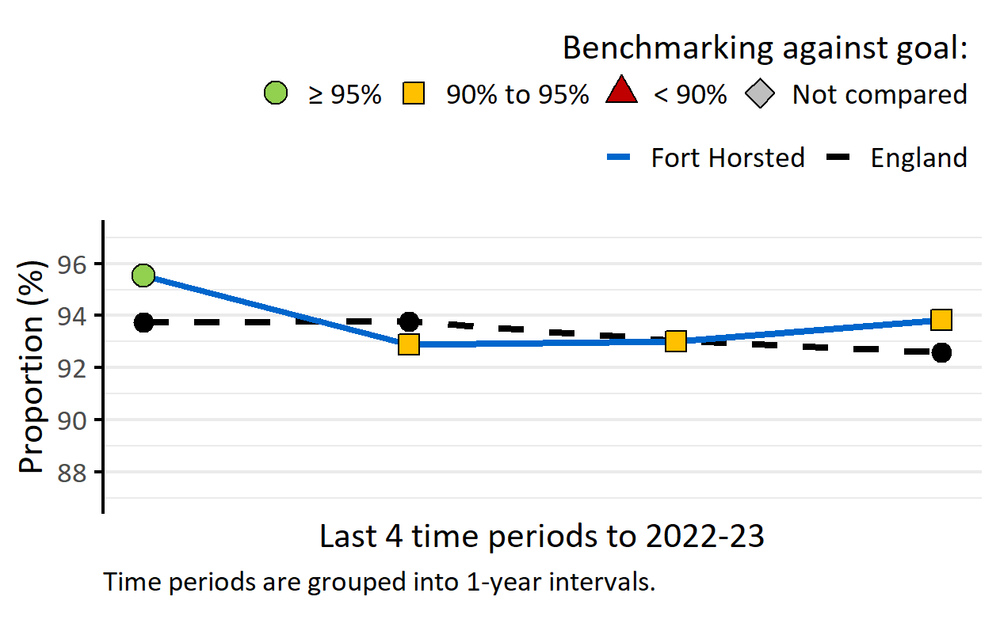 Benchmarking against goal:
≥ 95% 90% to 95% < 90% Not compared
Fort Horsted England
Proportion (%)
96
94
92
90
88
Last 4 time periods to 2022-23
Time periods are grouped into 1-year intervals.